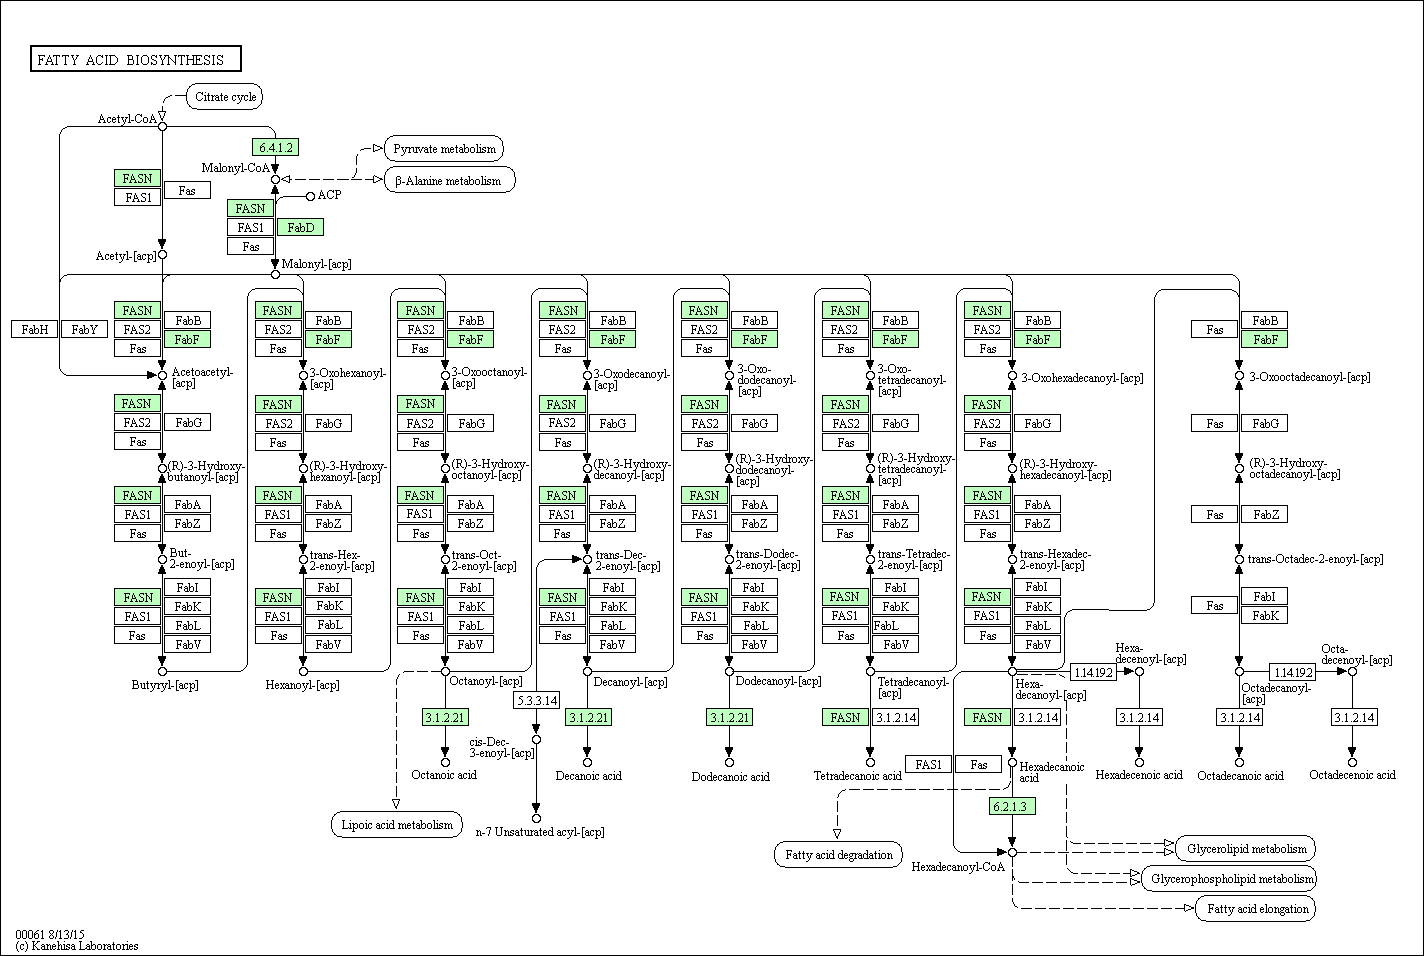 FATTY ACID BIOSYNTHESIS
Citrate cycle
Acetyl-CoA
6.4.1.2
Pyruvate metabolism
Malonyl-CoA
β-Alanine metabolism
FASN
Fas
FAS1
ACP
FASN
FAS1
FabD
Fas
Acetyl-[acp]
Malonyl-[acp]
FabH
FabY
FASN
FAS2
Fas
FabB
FabF
FASN
FAS2
Fas
FabB
FabF
FASN
FAS2
Fas
FabB
FabF
FASN
FAS2
Fas
FabB
FabF
FASN
FAS2
Fas
FabB
FabF
FASN
FAS2
Fas
FabB
FabF
FASN
FAS2
Fas
FabB
FabF
Fas
FabB
FabF
Acetoacetyl-
[acp]
3-Oxohexanoyl-
[acp]
3-Oxooctanoyl-
[acp]
3-Oxodecanoyl-
[acp]
3-Oxo-
dodecanoyl-
[acp]
3-Oxo-
tetradecanoyl-
[acp]
3-Oxohexadecanoyl-[acp]
3-Oxooctadecanoyl-[acp]
FASN
FAS2
Fas
FabG
FASN
FAS2
Fas
FabG
FASN
FAS2
Fas
FabG
FASN
FAS2
Fas
FabG
FASN
FAS2
Fas
FabG
FASN
FAS2
Fas
FabG
FASN
FAS2
Fas
FabG
Fas
FabG
(R)-3-Hydroxy-
butanoyl-[acp]
(R)-3-Hydroxy-
hexanoyl-[acp]
(R)-3-Hydroxy-
octanoyl-[acp]
(R)-3-Hydroxy-
decanoyl-[acp]
(R)-3-Hydroxy-
dodecanoyl-
[acp]
(R)-3-Hydroxy-
tetradecanoyl-
[acp]
(R)-3-Hydroxy-
hexadecanoyl-[acp]
(R)-3-Hydroxy-
octadecanoyl-[acp]
FASN
FAS1
Fas
FabA
FabZ
FASN
FAS1
Fas
FabA
FabZ
FASN
FAS1
Fas
FabA
FabZ
FASN
FAS1
Fas
FabA
FabZ
FASN
FAS1
Fas
FabA
FabZ
FASN
FAS1
Fas
FabA
FabZ
FASN
FAS1
Fas
FabA
FabZ
Fas
FabZ
But-
2-enoyl-[acp]
trans-Hex-
2-enoyl-[acp]
trans-Oct-
2-enoyl-[acp]
trans-Dec-
2-enoyl-[acp]
trans-Dodec-
2-enoyl-[acp]
trans-Tetradec-
2-enoyl-[acp]
trans-Hexadec-
2-enoyl-[acp]
trans-Octadec-2-enoyl-[acp]
FASN
FAS1
Fas
FabI
FabK
FabL
FabV
FASN
FAS1
Fas
FabI
FabK
FabL
FabV
FASN
FAS1
Fas
FabI
FabK
FabL
FabV
FASN
FAS1
Fas
FabI
FabK
FabL
FabV
FASN
FAS1
Fas
FabI
FabK
FabL
FabV
FASN
FAS1
Fas
FabI
FabK
FabL
FabV
FASN
FAS1
Fas
FabI
FabK
FabL
FabV
Fas
FabI
FabK
Butyryl-[acp]
Hexanoyl-[acp]
Octanoyl-[acp]
Decanoyl-[acp]
Dodecanoyl-[acp]
Tetradecanoyl-
[acp]
Hexa-
decanoyl-[acp]
1.14.19.2
Hexa-
decenoyl-[acp]
Octadecanoyl-
[acp]
1.14.19.2
Octa-
decenoyl-[acp]
5.3.3.14
3.1.2.21
3.1.2.21
3.1.2.21
FASN
3.1.2.14
FASN
3.1.2.14
3.1.2.14
3.1.2.14
3.1.2.14
cis-Dec-
3-enoyl-[acp]
FAS1
Fas
Octanoic acid
Decanoic acid
Dodecanoic acid
Tetradecanoic acid
Hexadecanoic
acid
Hexadecenoic acid
Octadecanoic acid
Octadecenoic acid
6.2.1.3
Lipoic acid metabolism
n-7 Unsaturated acyl-[acp]
Fatty acid degradation
Hexadecanoyl-CoA
Glycerolipid metabolism
Glycerophospholipid metabolism
Fatty acid elongation
00061 8/13/15
(c) Kanehisa Laboratories